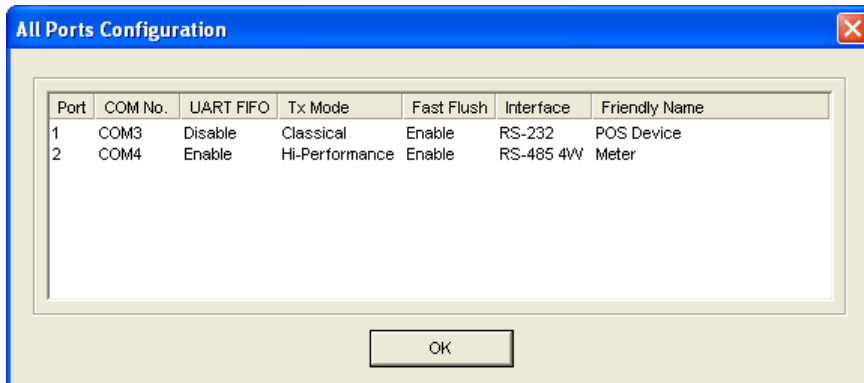 All Ports Configuration
Port COM No. UART FIFO Tx Mode Fast Flush Interface Friendly Name
1 COM3 Disable Classical Enable RS-232 POS Device
2 COM4 Enable Hi-Performance Enable RS-485 4W Meter
OK